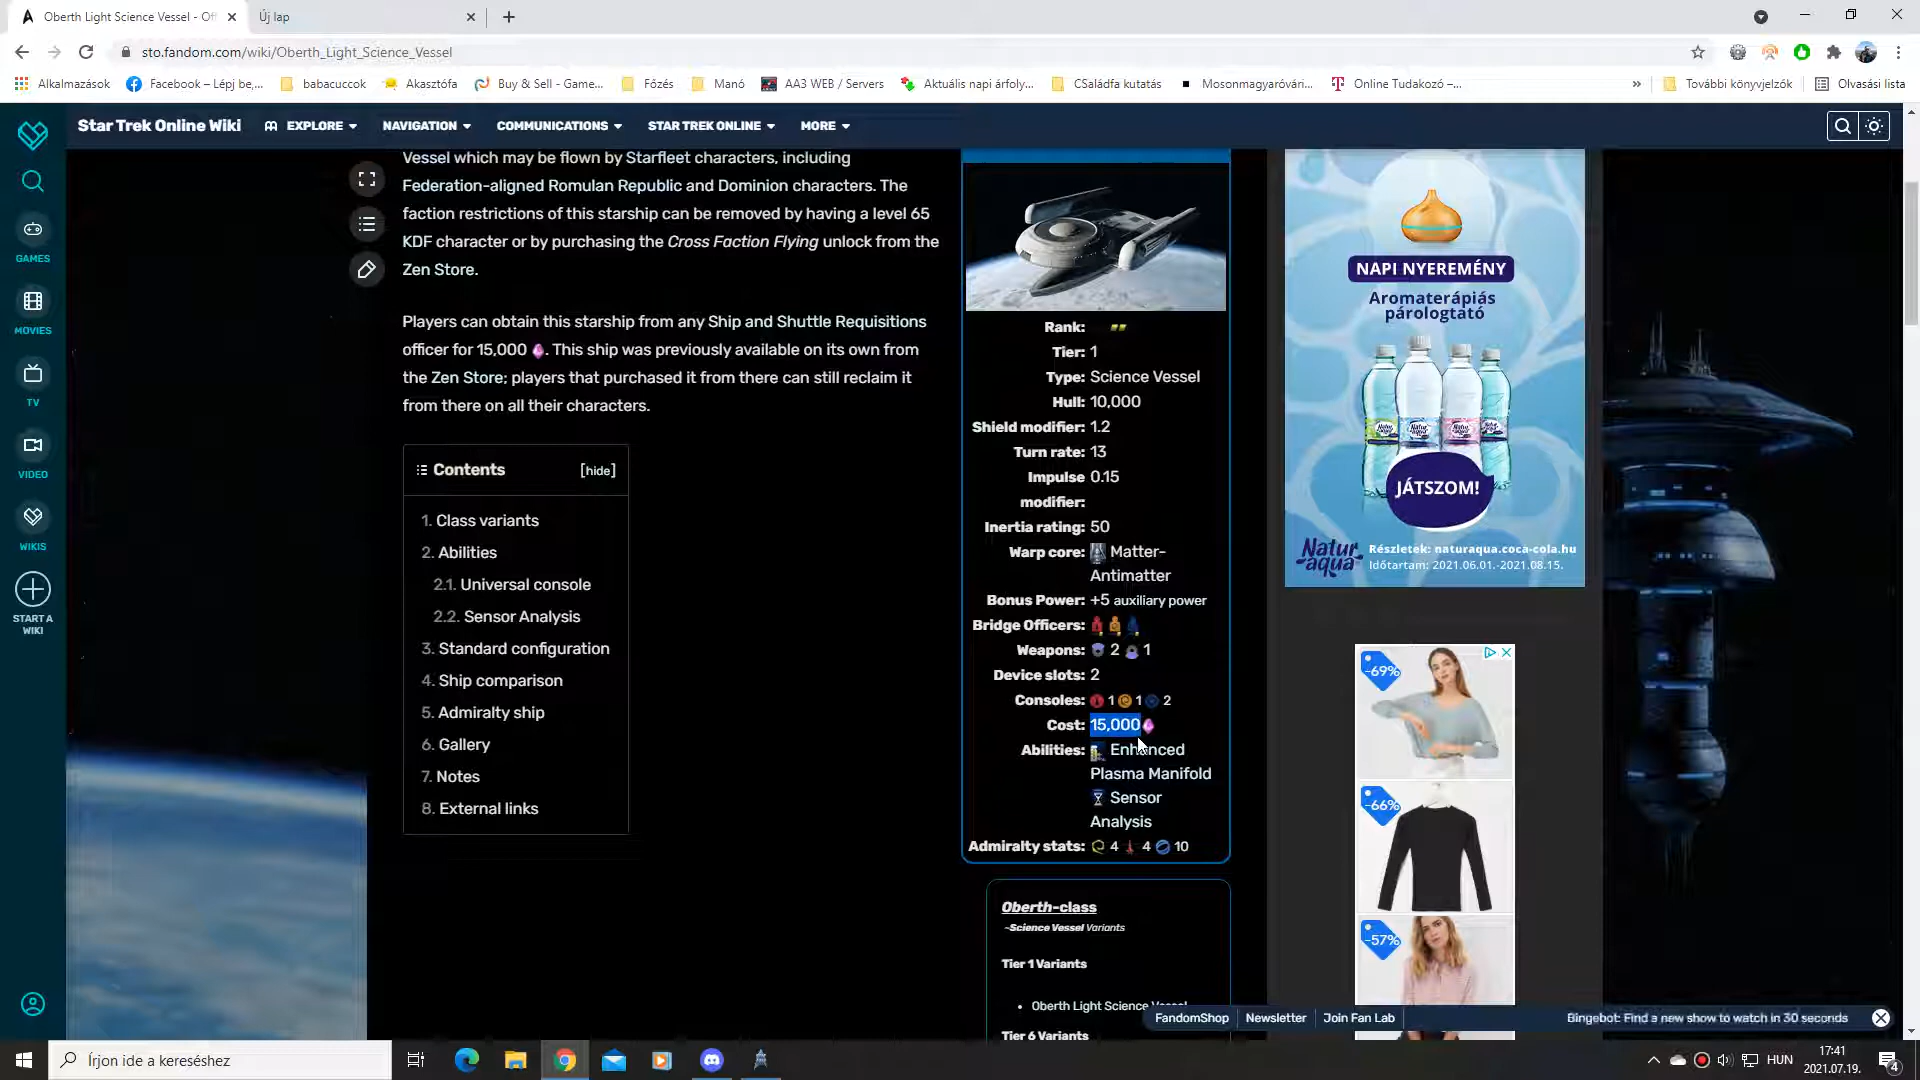 Oberth Light Science Vessel - Of
Új lap
sto.fandom.com/wiki/Oberth_Light_Science_Vessel
Alkalmazások
Facebook – Lépj be,...
babacuccok
Akasztófa
Buy & Sell - Game...
Főzés
Manó
AA3 WEB / Servers
Aktuális napi árfoly...
CSaládfa kutatás
Mosonmagyaróvári...
Online Tudakozó –...
»
További könyvjelzők
Olvasási lista
Star Trek Online Wiki
EXPLORE
NAVIGATION
COMMUNICATIONS
STAR TREK ONLINE
MORE
GAMES
MOVIES
TV
VIDEO
WIKIS
START A
WIKI
Vessel which may be flown by Starfleet characters, including
Federation-aligned Romulan Republic and Dominion characters. The
faction restrictions of this starship can be removed by having a level 65
KDF character or by purchasing the Cross Faction Flying unlock from the
Zen Store.
Players can obtain this starship from any Ship and Shuttle Requisitions
officer for 15,000 . This ship was previously available on its own from
the Zen Store; players that purchased it from there can still reclaim it
from there on all their characters.
Contents [hide]
1. Class variants
2. Abilities
2.1. Universal console
2.2. Sensor Analysis
3. Standard configuration
4. Ship comparison
5. Admiralty ship
6. Gallery
7. Notes
8. External links
Rank:
Tier: 1
Type: Science Vessel
Hull: 10,000
Shield modifier: 1.2
Turn rate: 13
Impulse 0.15
modifier:
Inertia rating: 50
Warp core: Matter-
Antimatter
Bonus Power: +5 auxiliary power
Bridge Officers:
Weapons: 2 1
Device slots: 2
Consoles: 1 1 2
Cost: 15,000
Abilities: Enhanced
Plasma Manifold
Sensor
Analysis
Admiralty stats: 4 4 10
Oberth-class
~Science Vessel Variants
Tier 1 Variants
• Oberth Light Science Vessel
Tier 6 Variants
NAPI NYEREMÉNY
Aromaterápiás
párologtató
JÁTSZOM!
Natur
aqua
Részletek: naturaqua.coca-cola.hu
Időtartam: 2021.06.01.-2021.08.15.
-69%
-66%
-57%
FandomShop
Newsletter
Join Fan Lab
Bingebot: Find a new show to watch in 30 seconds
Írjon ide a kereséshez
HUN
17:41
2021.07.19.
4